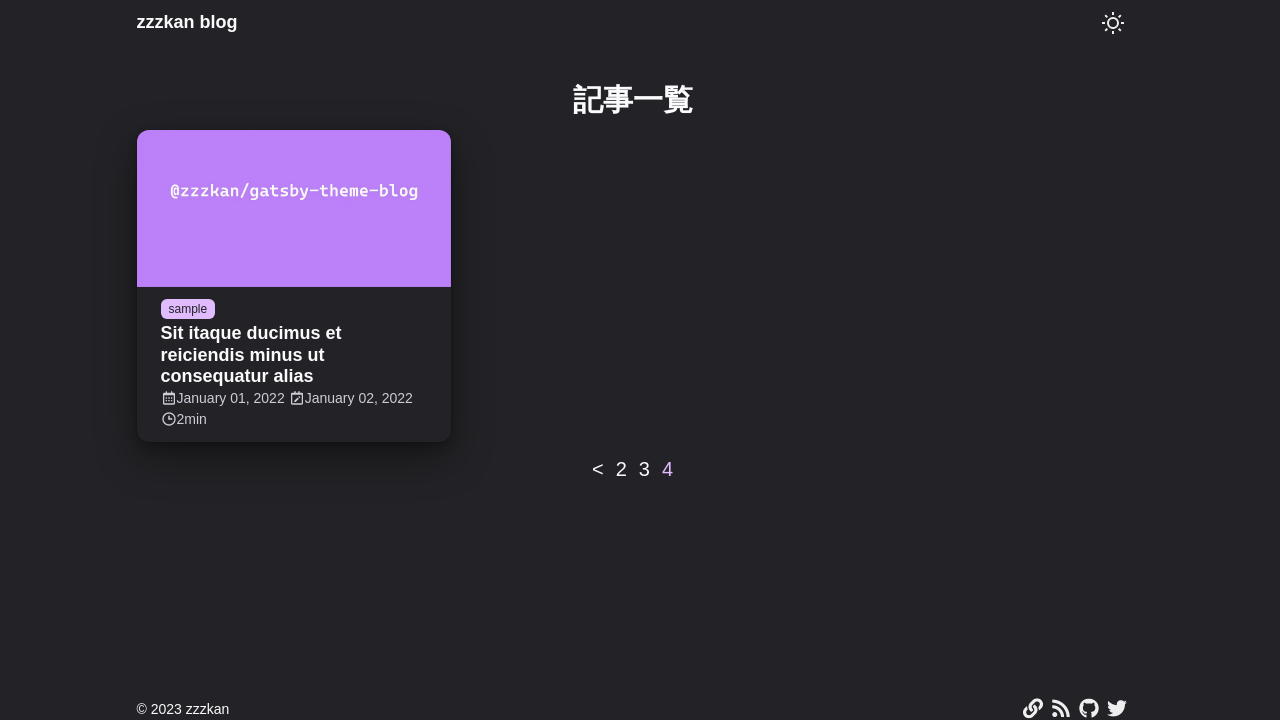 zzzkan blog
記事一覧
@zzzkan/gatsby-theme-blog
sample
Sit itaque ducimus et
reiciendis minus ut
consequatur alias
January 01, 2022 January 02, 2022
2min
< 2 3 4
© 2023 zzzkan